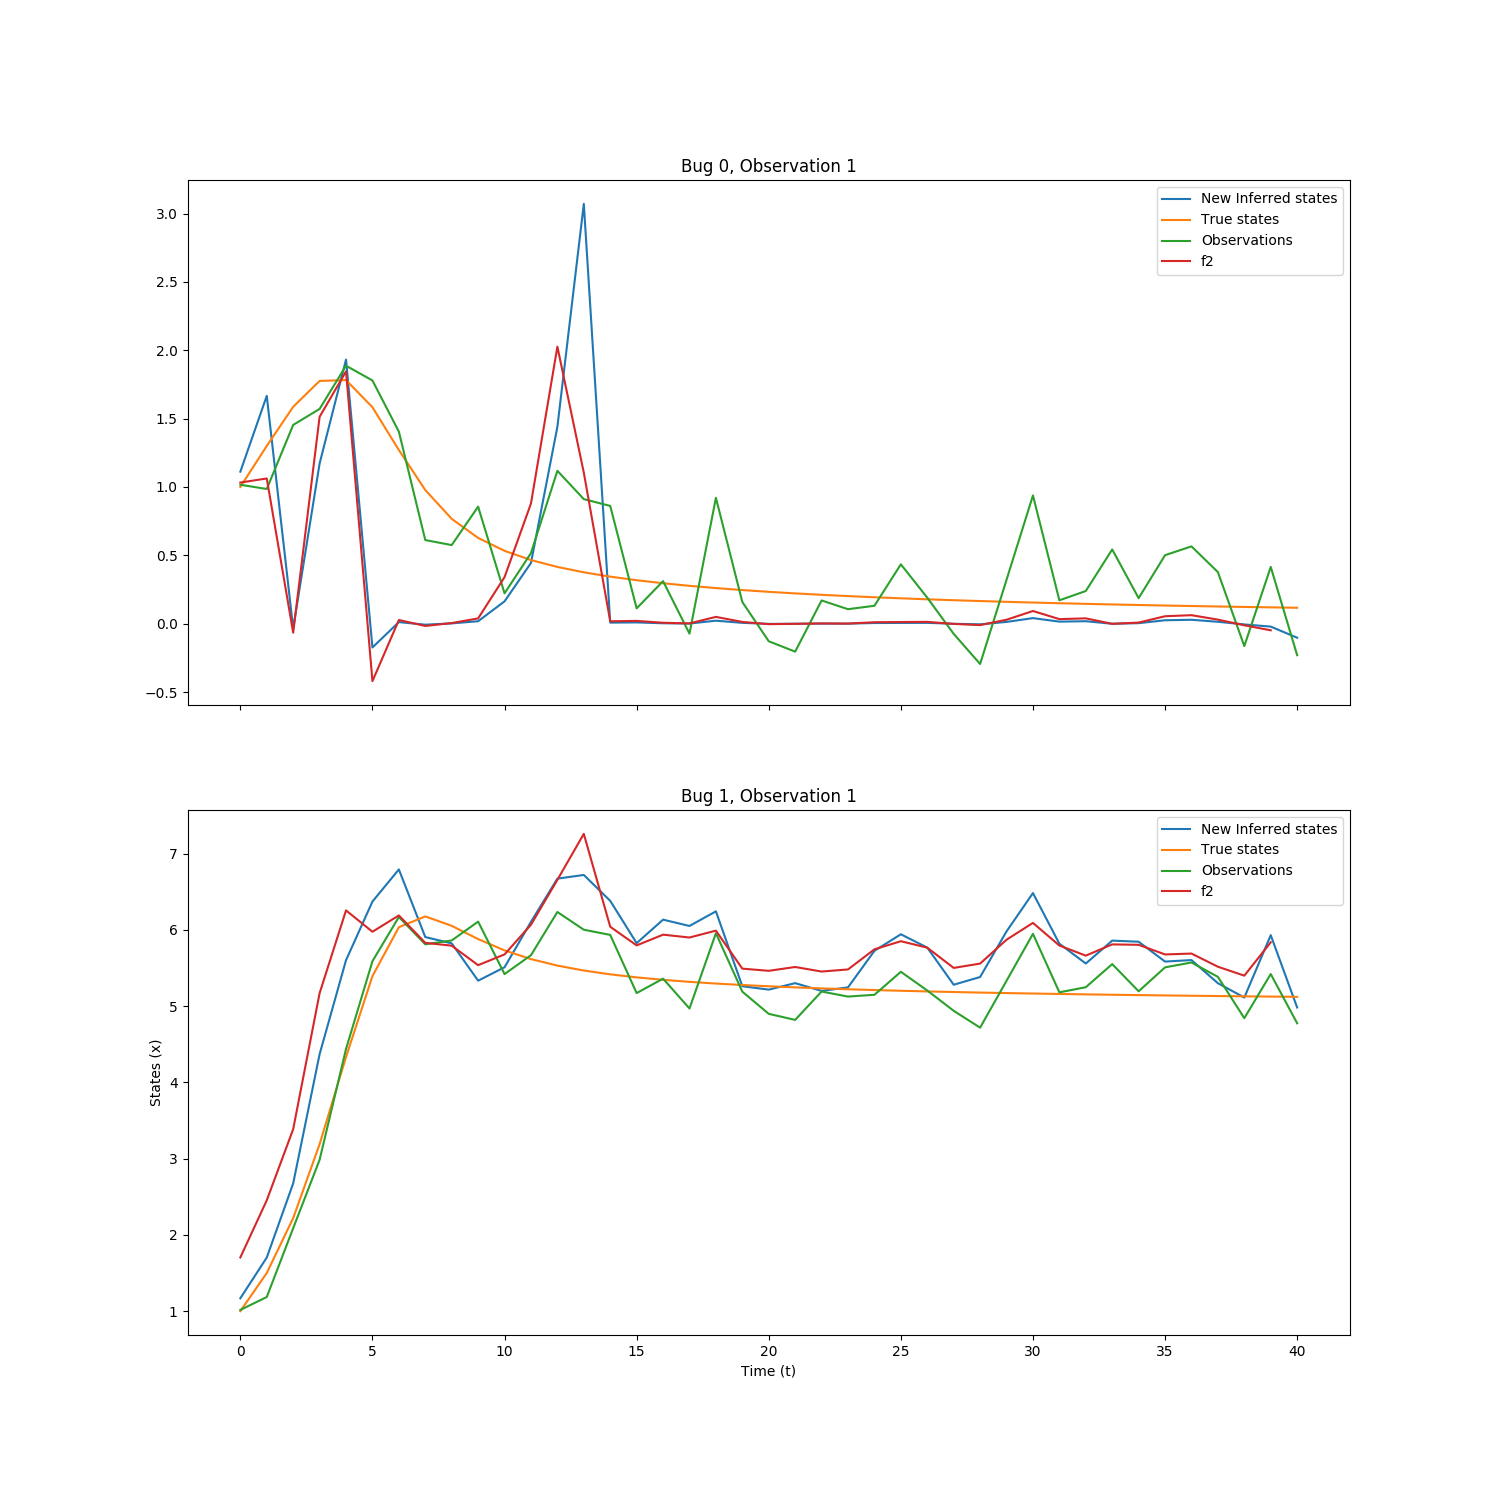 Bug 0, Observation 1
New Inferred states
True states
Observations
f2
3.0
2.5
2.0
1.5
1.0
0.5
0.0
−0.5
Bug 1, Observation 1
New Inferred states
True states
Observations
f2
7
6
5
4
3
2
1
States (x)
0 5 10 15 20 25 30 35 40
Time (t)